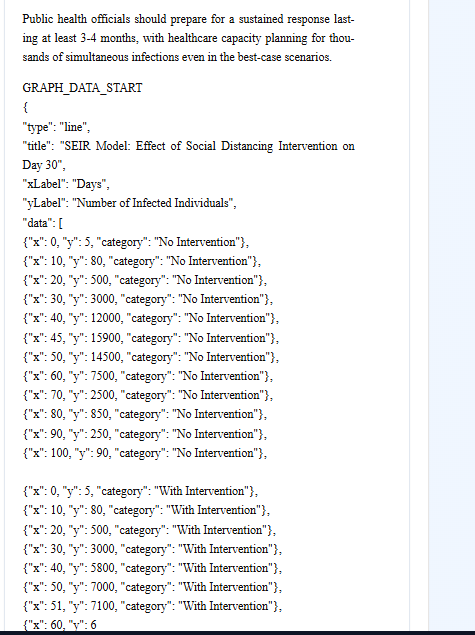 Public health officials should prepare for a sustained response last-
ing at least 3-4 months, with healthcare capacity planning for thou-
sands of simultaneous infections even in the best-case scenarios.
GRAPH_DATA_START
{
"type": "line",
"title": "SEIR Model: Effect of Social Distancing Intervention on
Day 30",
"xLabel": "Days",
"yLabel": "Number of Infected Individuals",
"data": [
{"x": 0, "y": 5, "category": "No Intervention"},
{"x": 10, "y": 80, "category": "No Intervention"},
{"x": 20, "y": 500, "category": "No Intervention"},
{"x": 30, "y": 3000, "category": "No Intervention"},
{"x": 40, "y": 12000, "category": "No Intervention"},
{"x": 45, "y": 15900, "category": "No Intervention"},
{"x": 50, "y": 14500, "category": "No Intervention"},
{"x": 60, "y": 7500, "category": "No Intervention"},
{"x": 70, "y": 2500, "category": "No Intervention"},
{"x": 80, "y": 850, "category": "No Intervention"},
{"x": 90, "y": 250, "category": "No Intervention"},
{"x": 100, "y": 90, "category": "No Intervention"},
{"x": 0, "y": 5, "category": "With Intervention"},
{"x": 10, "y": 80, "category": "With Intervention"},
{"x": 20, "y": 500, "category": "With Intervention"},
{"x": 30, "y": 3000, "category": "With Intervention"},
{"x": 40, "y": 5800, "category": "With Intervention"},
{"x": 50, "y": 7000, "category": "With Intervention"},
{"x": 51, "y": 7100, "category": "With Intervention"},
{"x": 60, "y": 6